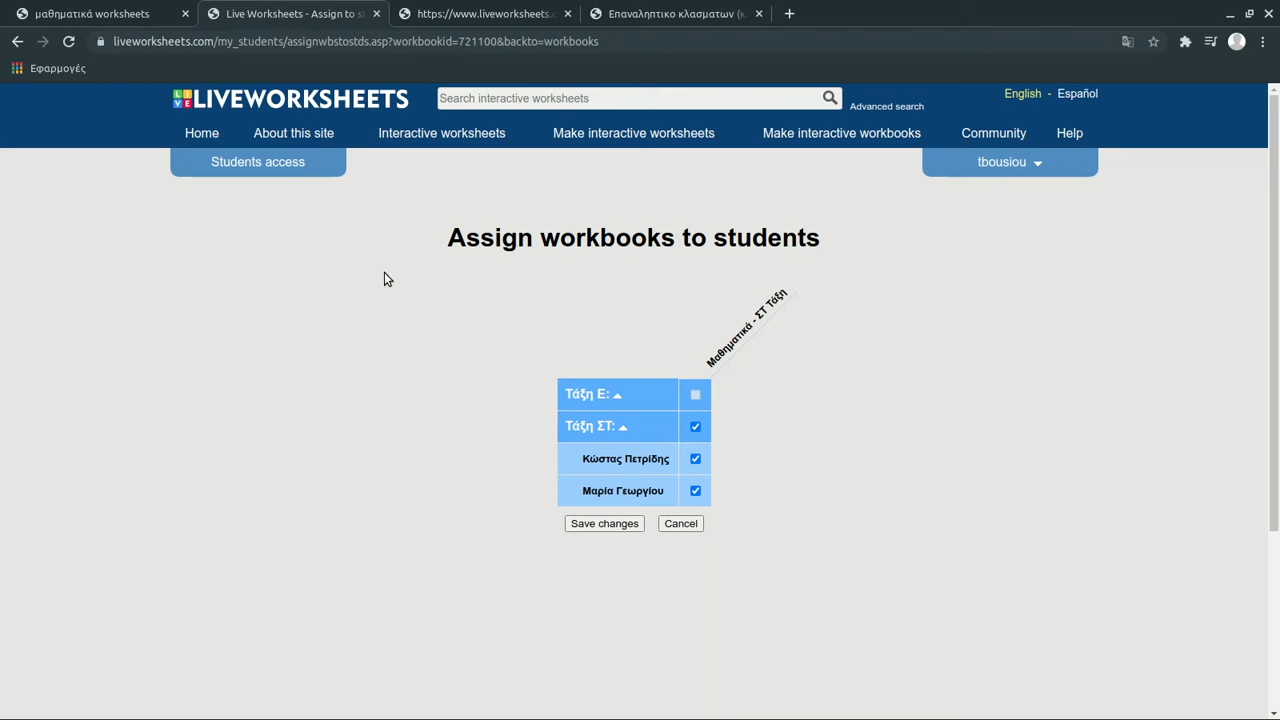 μαθηματικά worksheets
Live Worksheets - Assign to s
https://www.liveworksheets.c
Επαναληπτικο κλασματων (κ
liveworksheets.com/my_students/assignwbstostds.asp?workbookid=721100&backto=workbooks
Εφαρμογές
LIVE LIVEWORKSHEETS
Search interactive worksheets
Advanced search
English - Español
Home About this site Interactive worksheets Make interactive worksheets Make interactive workbooks Community Help
Students access
tbousiou
Assign workbooks to students
Μαθηματικά - ΣΤ Τάξη
Τάξη Ε:
Τάξη ΣΤ:
Κώστας Πετρίδης
Μαρία Γεωργίου
Save changes Cancel